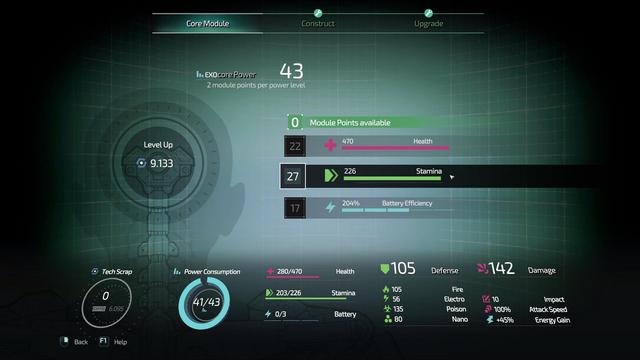 Core Module
Construct
Upgrade
EXOcore Power 43
2 module points per power level
0 Module Points available
Level Up
9.133
22 470 Health
27 226 Stamina
17 204% Battery Efficiency
Tech Scrap
0
6.095
Power Consumption
41/43
280/470 Health
203/226 Stamina
0/3 Battery
105 Defense
105 Fire
56 Electro
135 Poison
80 Nano
142 Damage
10 Impact
100% Attack Speed
+45% Energy Gain
Back F1 Help